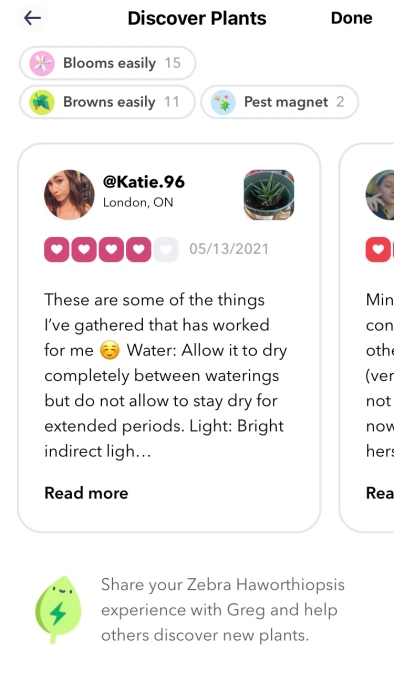 Discover Plants Done
Blooms easily 15
Browns easily 11 Pest magnet 2
@Katie.96
London, ON
05/13/2021
These are some of the things
I've gathered that has worked
for me ☺️ Water: Allow it to dry
completely between waterings
but do not allow to stay dry for
extended periods. Light: Bright
indirect ligh…
Read more
Min
con
othe
(ver
not
now
hers
Rea
Share your Zebra Haworthiopsis
experience with Greg and help
others discover new plants.